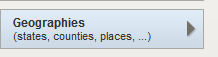 Geographies
(states, counties, places, ...)